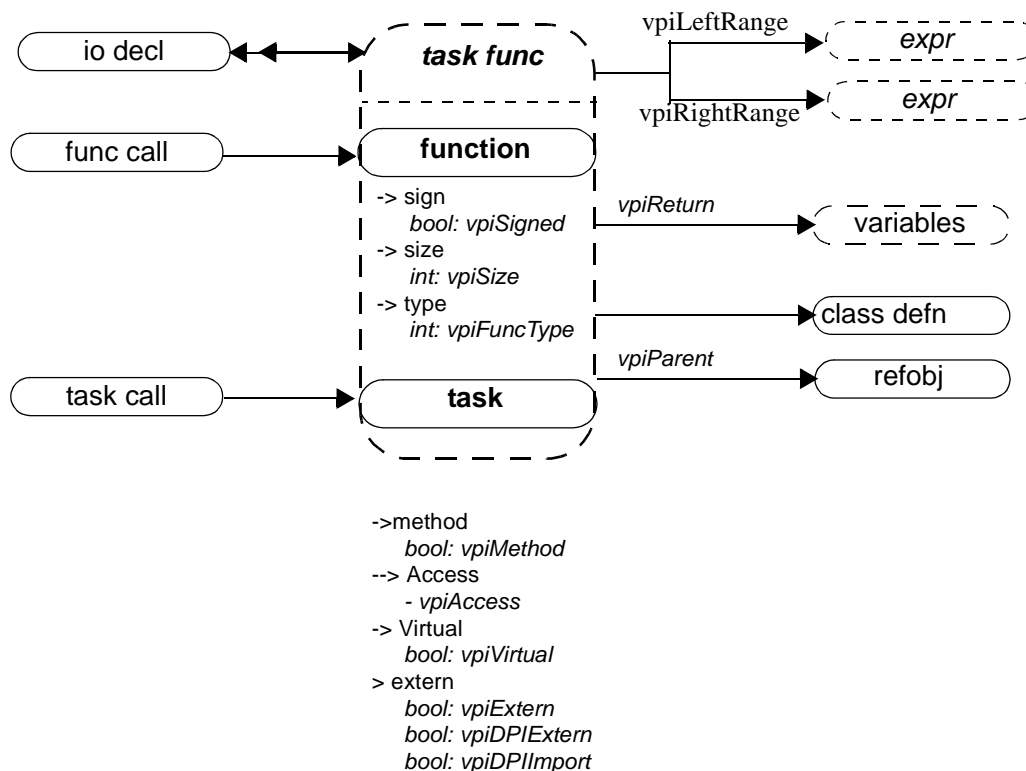 vpiLeftRange
io decl
task func
expr
expr
vpiRightRange
func call
function
-> sign
bool: vpiSigned
-> size
int: vpiSize
-> type
int: vpiFuncType
vpiReturn
variables
class defn
vpiParent
refobj
task call
task
->method
bool: vpiMethod
--> Access
- vpiAccess
-> Virtual
bool: vpiVirtual
> extern
bool: vpiExtern
bool: vpiDPIExtern
bool: vpiDPIImport